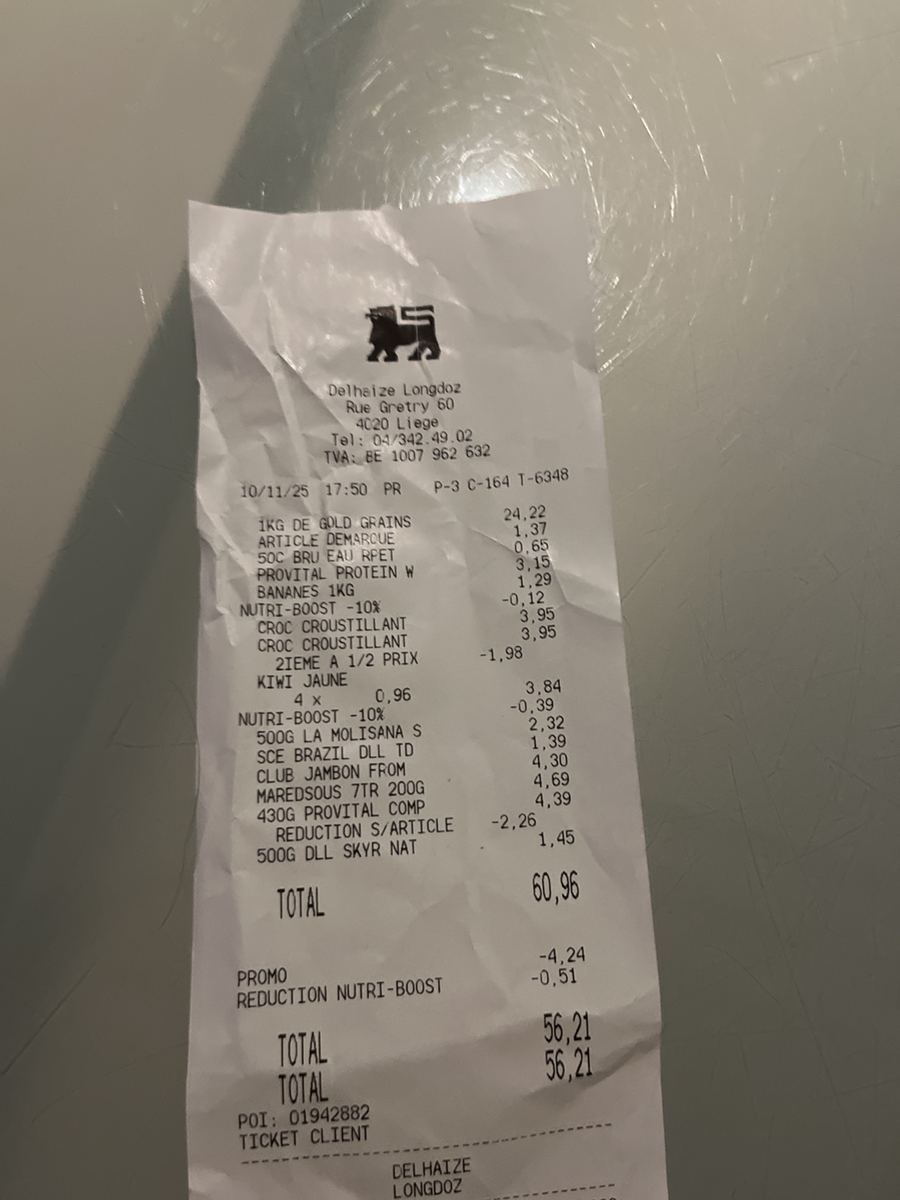 Delhaize Longdoz
Rue Gretry 60
4020 Liege
Tel: 04/342.49.02
TVA: BE 1007 962 632
10/11/25 17:50 PR P-3 C-164 T-6348
1KG DE GOLD GRAINS 24,22
ARTICLE DEMARQUE 1,37
50C BRU EAU RPET 0,65
PROVITAL PROTEIN W 3,15
BANANES 1KG 1,29
NUTRI-BOOST -10% -0,12
CROC CROUSTILLANT 3,95
CROC CROUSTILLANT 3,95
2IEME A 1/2 PRIX -1,98
KIWI JAUNE
4 x 0,96 3,84
NUTRI-BOOST -10% -0,39
500G LA MOLISANA S 2,32
SCE BRAZIL DLL TD 1,39
CLUB JAMBON FROM 4,30
MAREDSOUS 7TR 200G 4,69
430G PROVITAL COMP 4,39
REDUCTION S/ARTICLE -2,26
500G DLL SKYR NAT 1,45
TOTAL 60,96
PROMO -4,24
REDUCTION NUTRI-BOOST -0,51
TOTAL 56,21
TOTAL 56,21
POI: 01942882
TICKET CLIENT
DELHAIZE
LONGDOZ